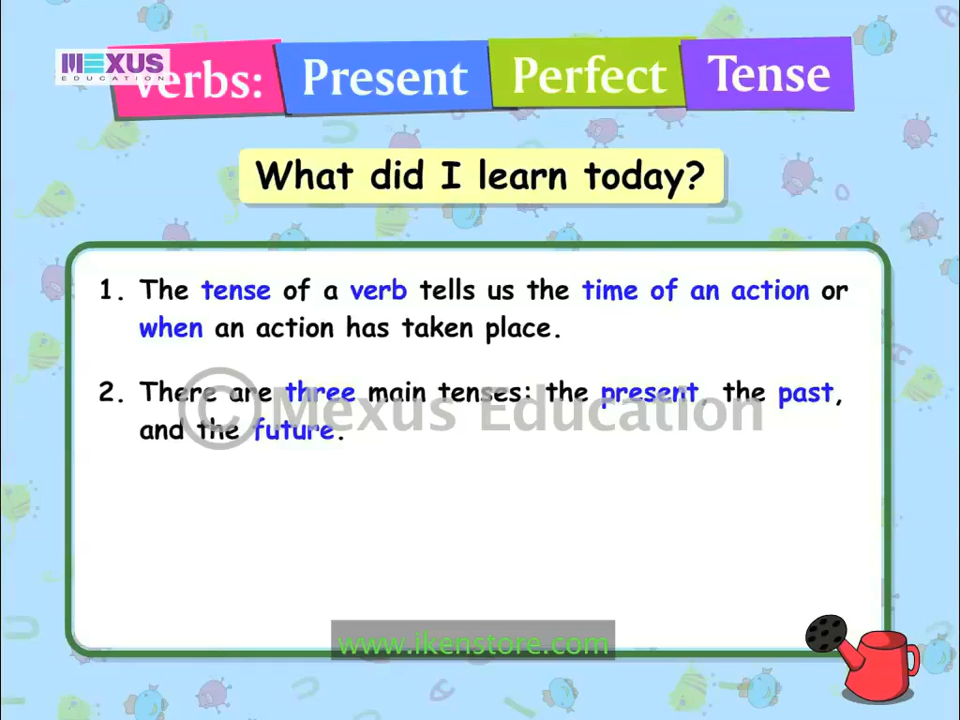 MEXUS
EDUCATION
Verbs: Present Perfect Tense
What did I learn today?
1. The tense of a verb tells us the time of an action or
when an action has taken place.
2. There are three main tenses: the present, the past,
and the future.
© Mexus Education
www.ikenstore.com